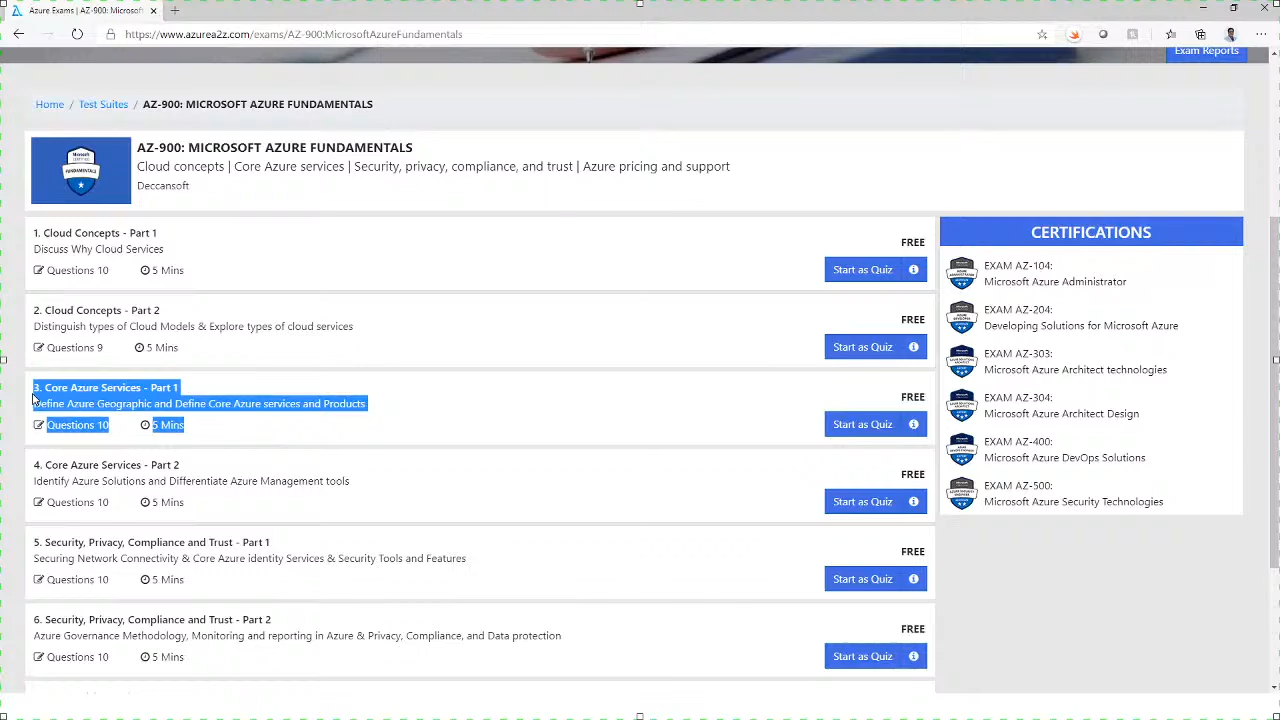 Azure Exams | AZ-900: Microsof
https://www.azurea2z.com/exams/AZ-900:MicrosoftAzureFundamentals
Exam Reports
Home / Test Suites / AZ-900: MICROSOFT AZURE FUNDAMENTALS
Microsoft
CERTIFIED
FUNDAMENTALS
AZ-900: MICROSOFT AZURE FUNDAMENTALS
Cloud concepts | Core Azure services | Security, privacy, compliance, and trust | Azure pricing and support
Deccansoft
1. Cloud Concepts - Part 1
Discuss Why Cloud Services
Questions 10 5 Mins
FREE
Start as Quiz
2. Cloud Concepts - Part 2
Distinguish types of Cloud Models & Exprire types of cloud services
Questions 9 5 Mins
FREE
Start as Quiz
3. Core Azure Services - Part 1
Define Azure Geographic and Define Core Azure services and Products
Questions 10 5 Mins
FREE
Start as Quiz
4. Core Azure Services - Part 2
Identify Azure Solutions and Differentiate Azure Management tools
Questions 10 5 Mins
FREE
Start as Quiz
5. Security, Privacy, Compliance and Trust - Part 1
Securing Network Connectivity & Core Azure identity Services & Security Tools and Features
Questions 10 5 Mins
FREE
Start as Quiz
6. Security, Privacy, Compliance and Trust - Part 2
Azure Governance Methodology, Monitoring and reporting in Azure & Privacy, Compliance, and Data protection
Questions 10 5 Mins
FREE
Start as Quiz
CERTIFICATIONS
EXAM AZ-104:
Microsoft Azure Administrator
EXAM AZ-204:
Developing Solutions for Microsoft Azure
EXAM AZ-303:
Microsoft Azure Architect technologies
EXAM AZ-304:
Microsoft Azure Architect Design
EXAM AZ-400:
Microsoft Azure DevOps Solutions
EXAM AZ-500:
Microsoft Azure Security Technologies